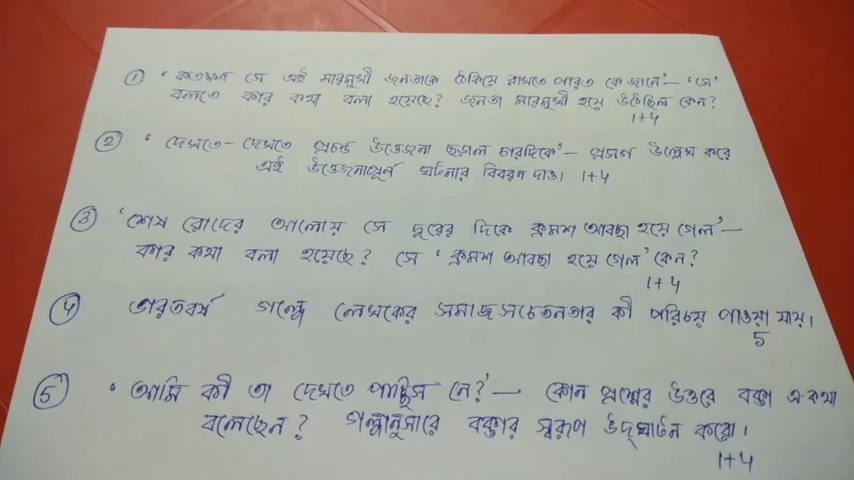 ① 'কতক্ষণ সে এই মারমুখী জনতাকে ঠেকিয়ে রাখতে পারত কে জানে' – 'সে'
বলতে কার কথা বলা হয়েছে? জনতা মারমুখী হয়ে উঠেছিল কেন?
1+4
② 'দেখতে-দেখতে প্রচন্ড উত্তেজনা ছড়াল চারদিকে' – প্রসঙ্গ উল্লেখ করে
এই উত্তেজনাপূর্ন ঘটনার বিবরণ দাও। 1+4
③ 'শেষ রোদের আলোয় সে দূরের দিকে ক্রমশ আবছা হয়ে গেল' –
কার কথা বলা হয়েছে? সে 'ক্রমশ আবছা হয়ে গেল' কেন?
1+4
④ ভারতবর্ষ গল্পে লেখকের সমাজসচেতনতার কী পরিচয় পাওয়া যায়।
5
⑤ 'আমি কী তা দেখতে পাচ্ছিস নে?' – কোন প্রশ্নের উত্তরে বক্তা একথা
বলেছেন? গল্পানুসারে বক্তার স্বরূপ উদ্‌ঘাটন করো।
1+4